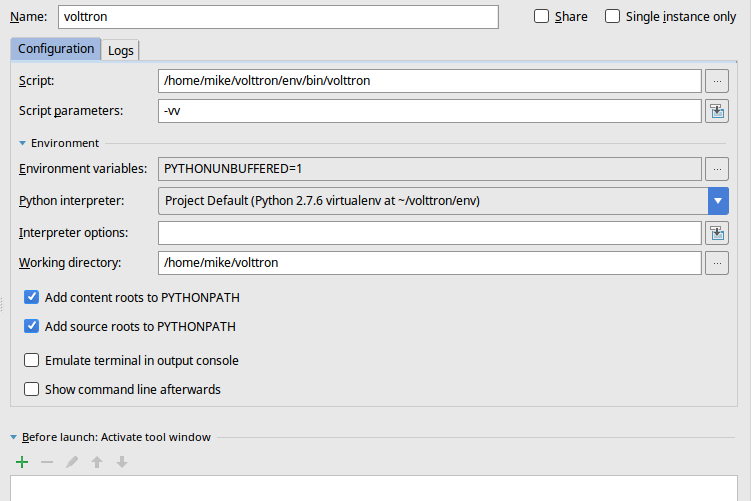 Name: volttron Share Single instance only
Configuration Logs
Script: /home/mike/volttron/env/bin/volttron ...
Script parameters: -vv
Environment
Environment variables: PYTHONUNBUFFERED=1 ...
Python interpreter: Project Default (Python 2.7.6 virtualenv at ~/volttron/env)
Interpreter options:
Working directory: /home/mike/volttron ...
Add content roots to PYTHONPATH
Add source roots to PYTHONPATH
Emulate terminal in output console
Show command line afterwards
Before launch: Activate tool window